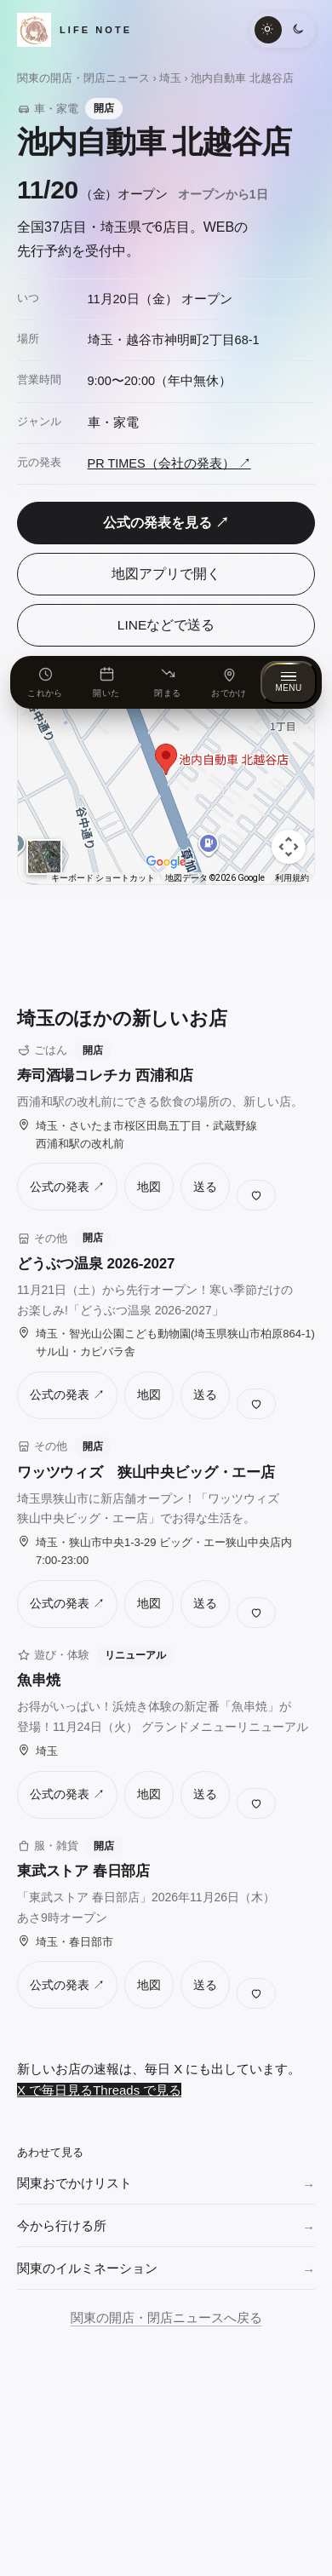 LIFE NOTE
関東の開店・閉店ニュース › 埼玉 › 池内自動車 北越谷店
車・家電 開店
池内自動車 北越谷店
11/20（金）オープン オープンから1日
全国37店目・埼玉県で6店目。WEBの
先行予約を受付中。
いつ 11月20日（金） オープン
場所 埼玉・越谷市神明町2丁目68-1
営業時間 9:00〜20:00（年中無休）
ジャンル 車・家電
元の発表 PR TIMES（会社の発表）↗
公式の発表を見る ↗
地図アプリで開く
LINEなどで送る
これから 開いた 閉まる おでかけ MENU
谷中通り
1丁目
池内自動車 北越谷店
谷中通り
草加
Google
キーボード ショートカット 地図データ ©2026 Google 利用規約
埼玉のほかの新しいお店
ごはん 開店
寿司酒場コレチカ 西浦和店
西浦和駅の改札前にできる飲食の場所の、新しい店。
埼玉・さいたま市桜区田島五丁目・武蔵野線
西浦和駅の改札前
公式の発表 ↗ 地図 送る
その他 開店
どうぶつ温泉 2026-2027
11月21日（土）から先行オープン！寒い季節だけの
お楽しみ!「どうぶつ温泉 2026-2027」
埼玉・智光山公園こども動物園(埼玉県狭山市柏原864-1)
サル山・カピバラ舎
公式の発表 ↗ 地図 送る
その他 開店
ワッツウィズ　狭山中央ビッグ・エー店
埼玉県狭山市に新店舗オープン！「ワッツウィズ
狭山中央ビッグ・エー店」でお得な生活を。
埼玉・狭山市中央1-3-29 ビッグ・エー狭山中央店内
7:00-23:00
公式の発表 ↗ 地図 送る
遊び・体験 リニューアル
魚串焼
お得がいっぱい！浜焼き体験の新定番「魚串焼」が
登場！11月24日（火） グランドメニューリニューアル
埼玉
公式の発表 ↗ 地図 送る
服・雑貨 開店
東武ストア 春日部店
「東武ストア 春日部店」2026年11月26日（木）
あさ9時オープン
埼玉・春日部市
公式の発表 ↗ 地図 送る
新しいお店の速報は、毎日 X にも出しています。
X で毎日見るThreads で見る
あわせて見る
関東おでかけリスト →
今から行ける所 →
関東のイルミネーション →
関東の開店・閉店ニュースへ戻る